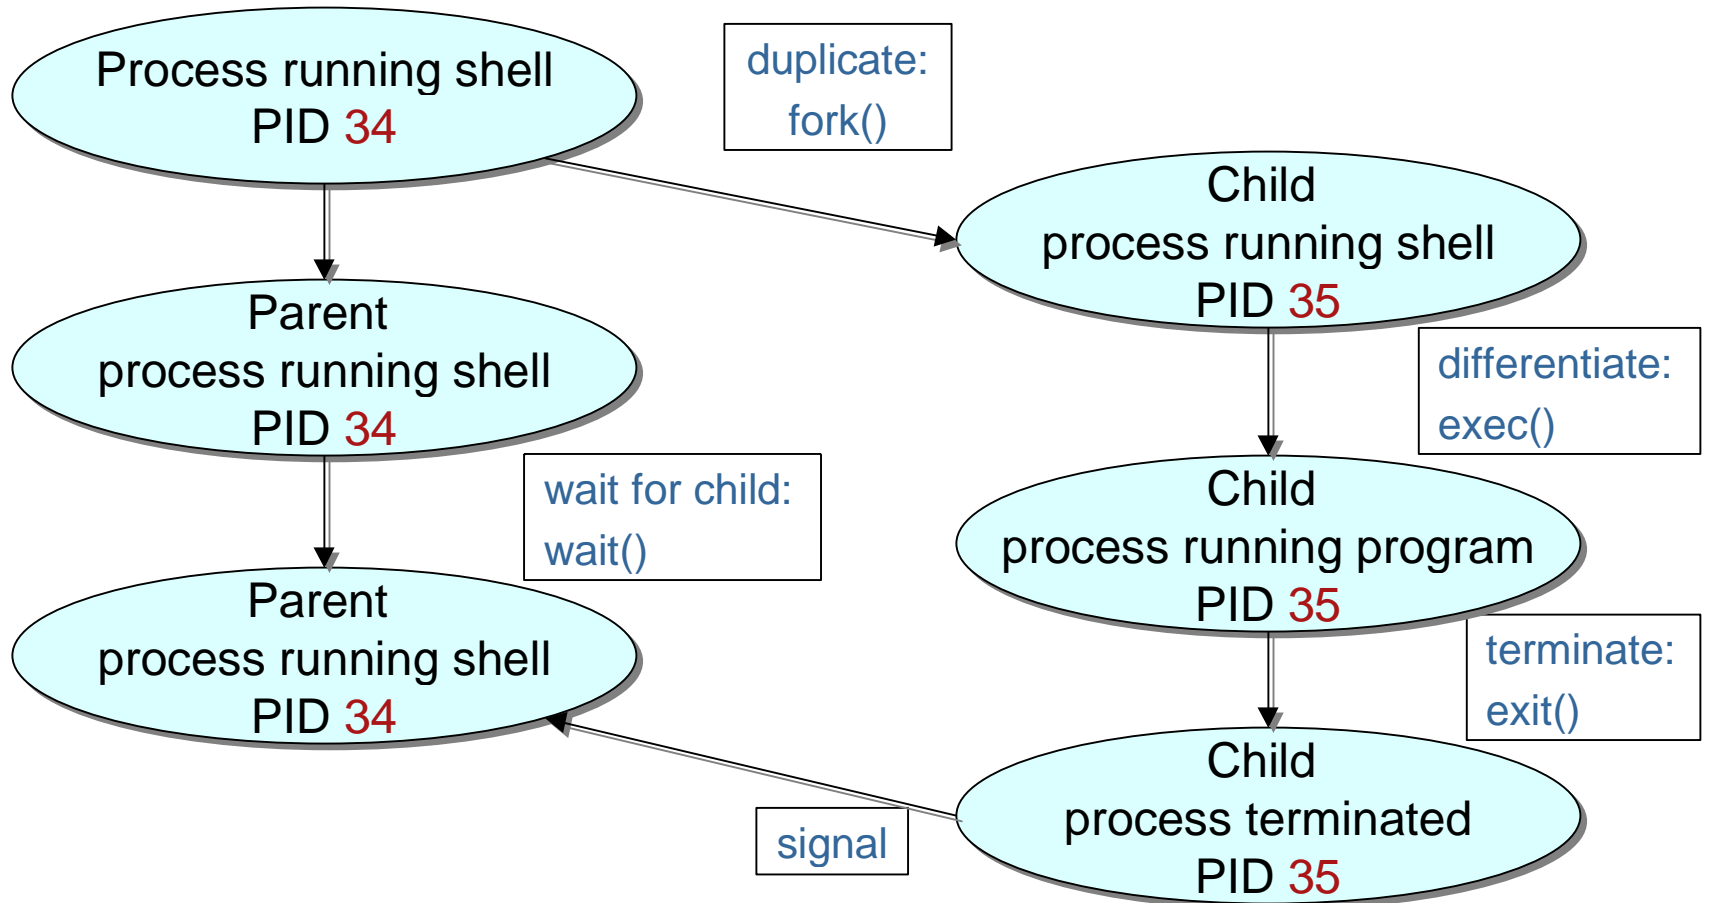 Process running shell
PID 34
duplicate:
fork()
Child
process running shell
PID 35
Parent
process running shell
PID 34
differentiate:
exec()
wait for child:
wait()
Child
process running program
PID 35
Parent
process running shell
PID 34
terminate:
exit()
Child
process terminated
PID 35
signal